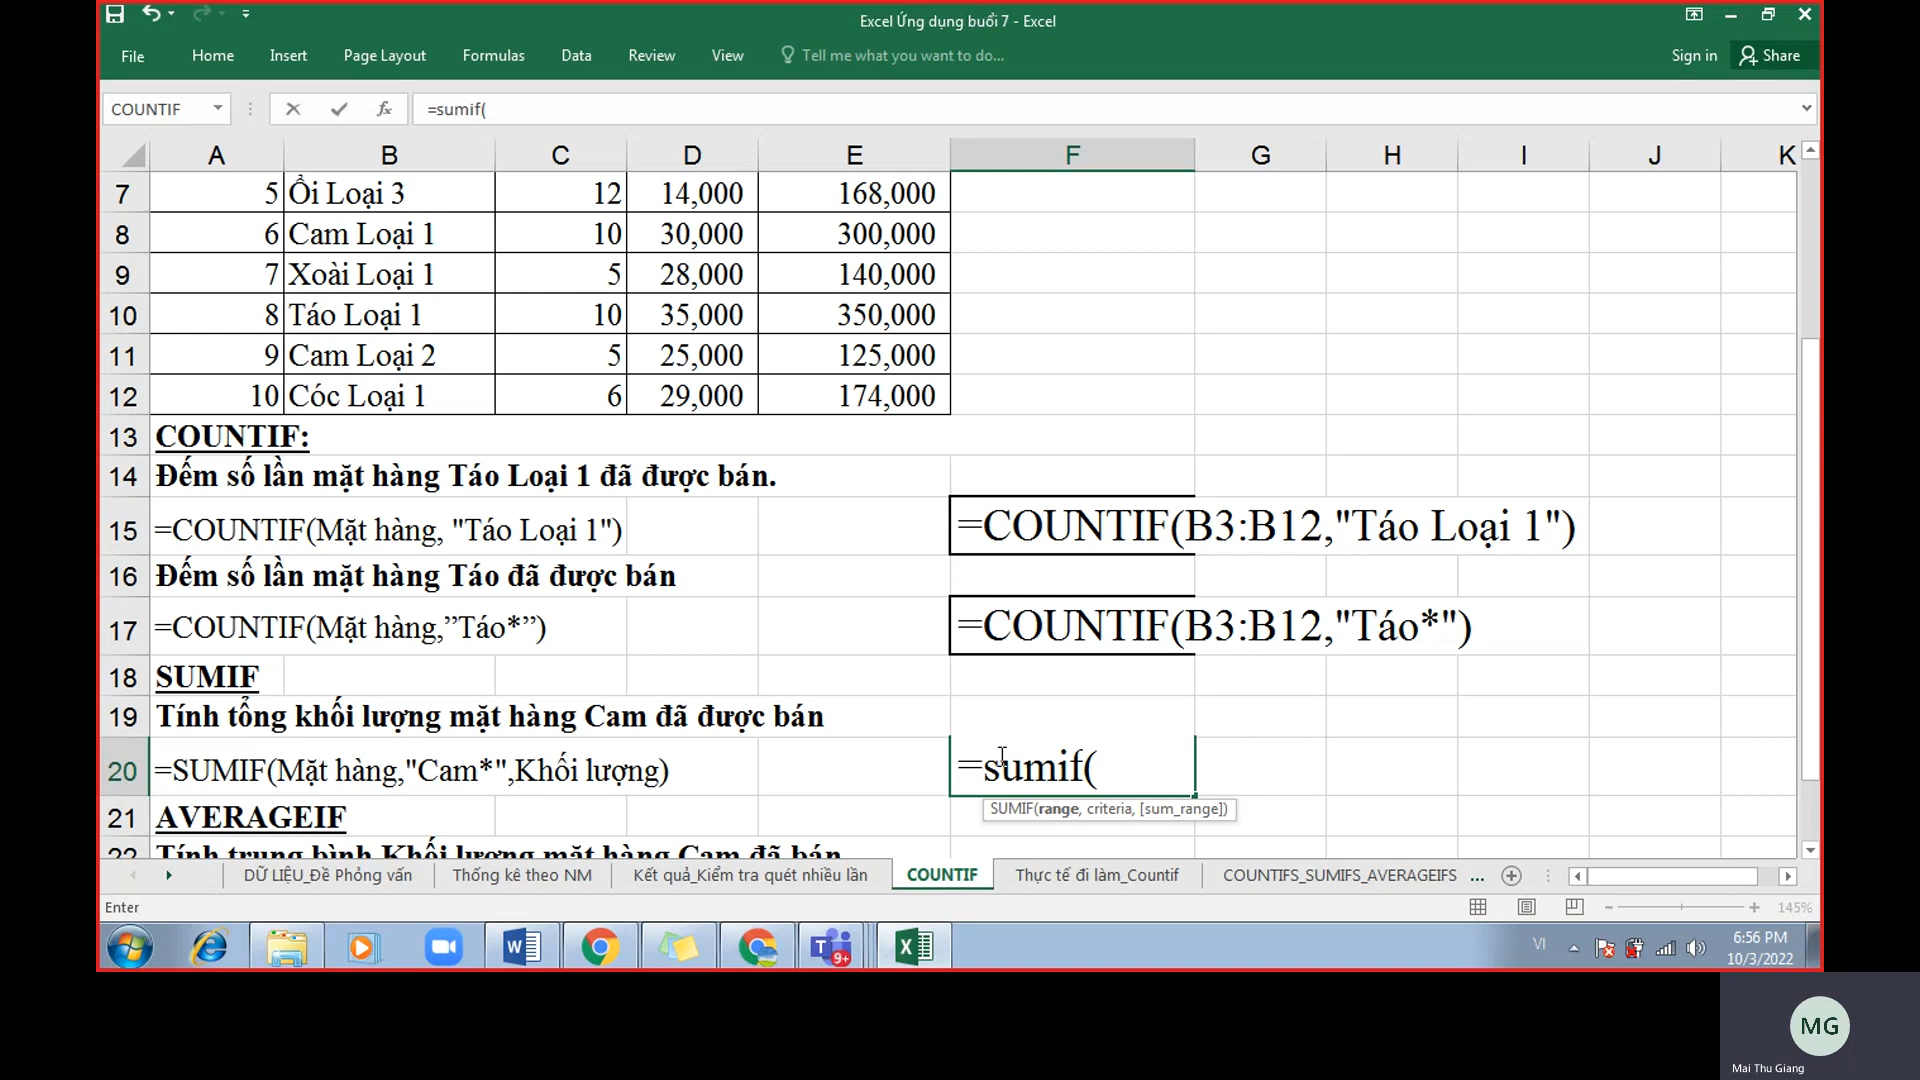 Excel Ứng dụng buổi 7 - Excel
File Home Insert Page Layout Formulas Data Review View Tell me what you want to do... Sign in Share
COUNTIF fx =sumif(
A B C D E F G H I J K
7 5 Ổi Loại 3 12 14,000 168,000
8 6 Cam Loại 1 10 30,000 300,000
9 7 Xoài Loại 1 5 28,000 140,000
10 8 Táo Loại 1 10 35,000 350,000
11 9 Cam Loại 2 5 25,000 125,000
12 10 Cóc Loại 1 6 29,000 174,000
13 COUNTIF:
14 Đếm số lần mặt hàng Táo Loại 1 đã được bán.
15 =COUNTIF(Mặt hàng, "Táo Loại 1") =COUNTIF(B3:B12,"Táo Loại 1")
16 Đếm số lần mặt hàng Táo đã được bán
17 =COUNTIF(Mặt hàng,”Táo*”) =COUNTIF(B3:B12,"Táo*")
18 SUMIF
19 Tính tổng khối lượng mặt hàng Cam đã được bán
20 =SUMIF(Mặt hàng,"Cam*",Khối lượng) =sumif(
SUMIF(range, criteria, [sum_range])
21 AVERAGEIF
22 Tính trung bình Khối lượng mặt hàng Cam đã bán
DỮ LIỆU_Đề Phỏng vấn Thống kê theo NM Kết quả_Kiểm tra quét nhiều lần COUNTIF Thực tế đi làm_Countif COUNTIFS_SUMIFS_AVERAGEIFS ...
Enter 145%
VI 6:56 PM
9+ 10/3/2022
MG
Mai Thu Giang